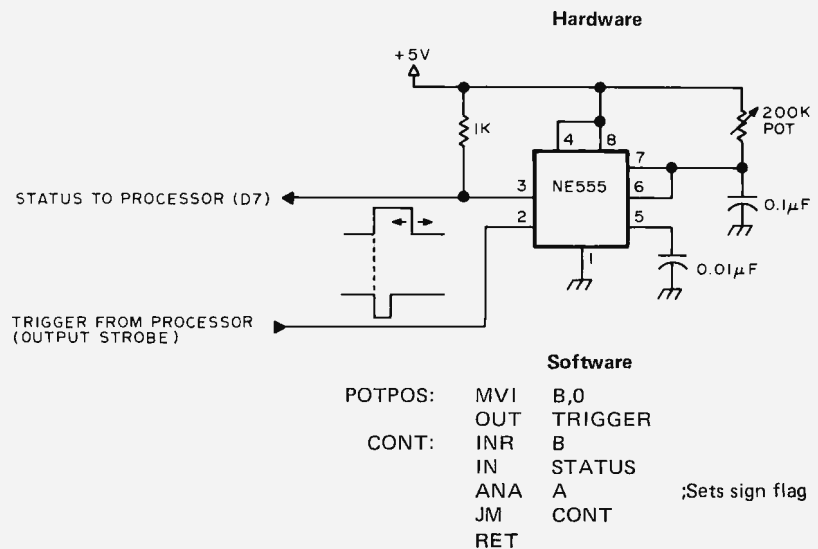 Hardware
+5V
1K
200K
POT
4
8
7
3
NE555
6
STATUS TO PROCESSOR (D7)
2
5
0.1µF
1
0.01µF
TRIGGER FROM PROCESSOR
(OUTPUT STROBE)
Software
POTPOS: MVI B,0
OUT TRIGGER
CONT: INR B
IN STATUS
ANA A ;Sets sign flag
JM CONT
RET